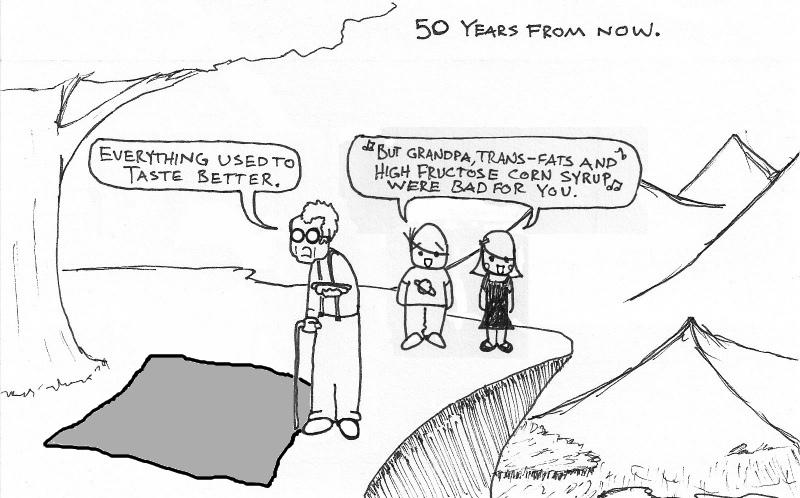 50 YEARS FROM NOW.
EVERYTHING USED TO
TASTE BETTER.
♫ BUT GRANDPA, TRANS-FATS AND ♪
HIGH FRUCTOSE CORN SYRUP ♫
WERE BAD FOR YOU.